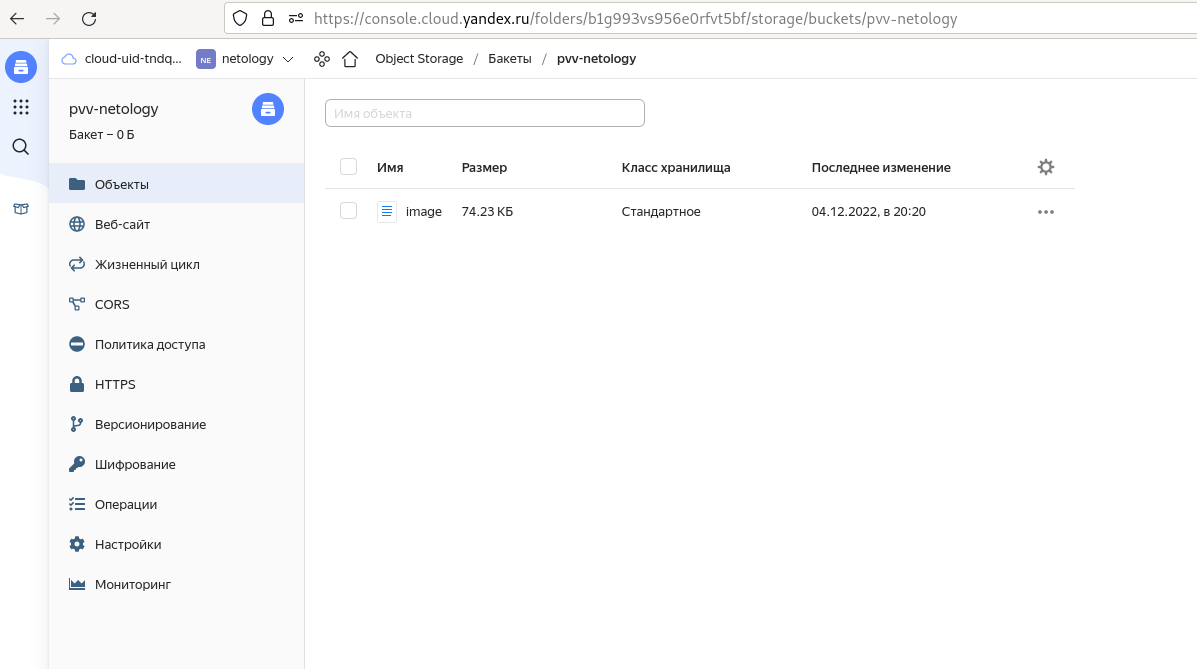 https://console.cloud.yandex.ru/folders/b1g993vs956e0rfvt5bf/storage/buckets/pvv-netology
cloud-uid-tndq... NE netology Object Storage / Бакеты / pvv-netology
pvv-netology
Бакет – 0 Б
Объекты
Веб-сайт
Жизненный цикл
CORS
Политика доступа
HTTPS
Версионирование
Шифрование
Операции
Настройки
Мониторинг
Имя объекта
Имя Размер Класс хранилища Последнее изменение
image 74.23 КБ Стандартное 04.12.2022, в 20:20